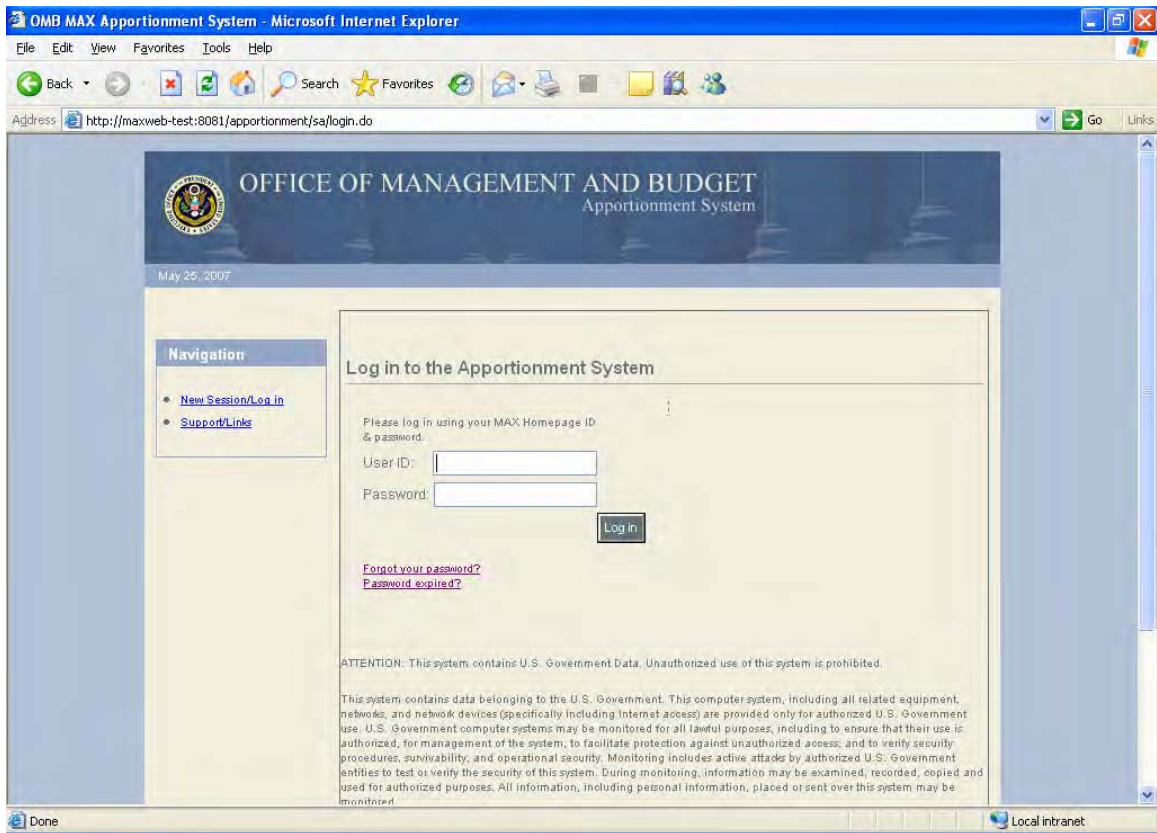 OMB MAX Apportionment System - Microsoft Internet Explorer
File Edit View Favorites Tools Help
Back Search Favorites
Address http://maxweb-test:8081/apportionment/sa/login.do Go Links
OFFICE OF MANAGEMENT AND BUDGET
Apportionment System
May 25, 2007
Navigation
New Session/Log in
Support/Links
Log in to the Apportionment System
Please log in using your MAX Homepage ID
& password.
User ID:
Password:
Log in
Forgot your password?
Password expired?
ATTENTION: This system contains U.S. Government Data. Unauthorized use of this system is prohibited.
This system contains data belonging to the U.S. Government. This computer system, including all related equipment,
networks, and network devices (specifically including Internet access) are provided only for authorized U.S. Government
use. U.S. Government computer systems may be monitored for all lawful purposes, including to ensure that their use is
authorized, for management of the system, to facilitate protection against unauthorized access, and to verify security
procedures, survivability, and operational security. Monitoring includes active attacks by authorized U.S. Government
entities to test or verify the security of this system. During monitoring, information may be examined, recorded, copied and
used for authorized purposes. All information, including personal information, placed or sent over this system may be
monitored.
Done Local intranet